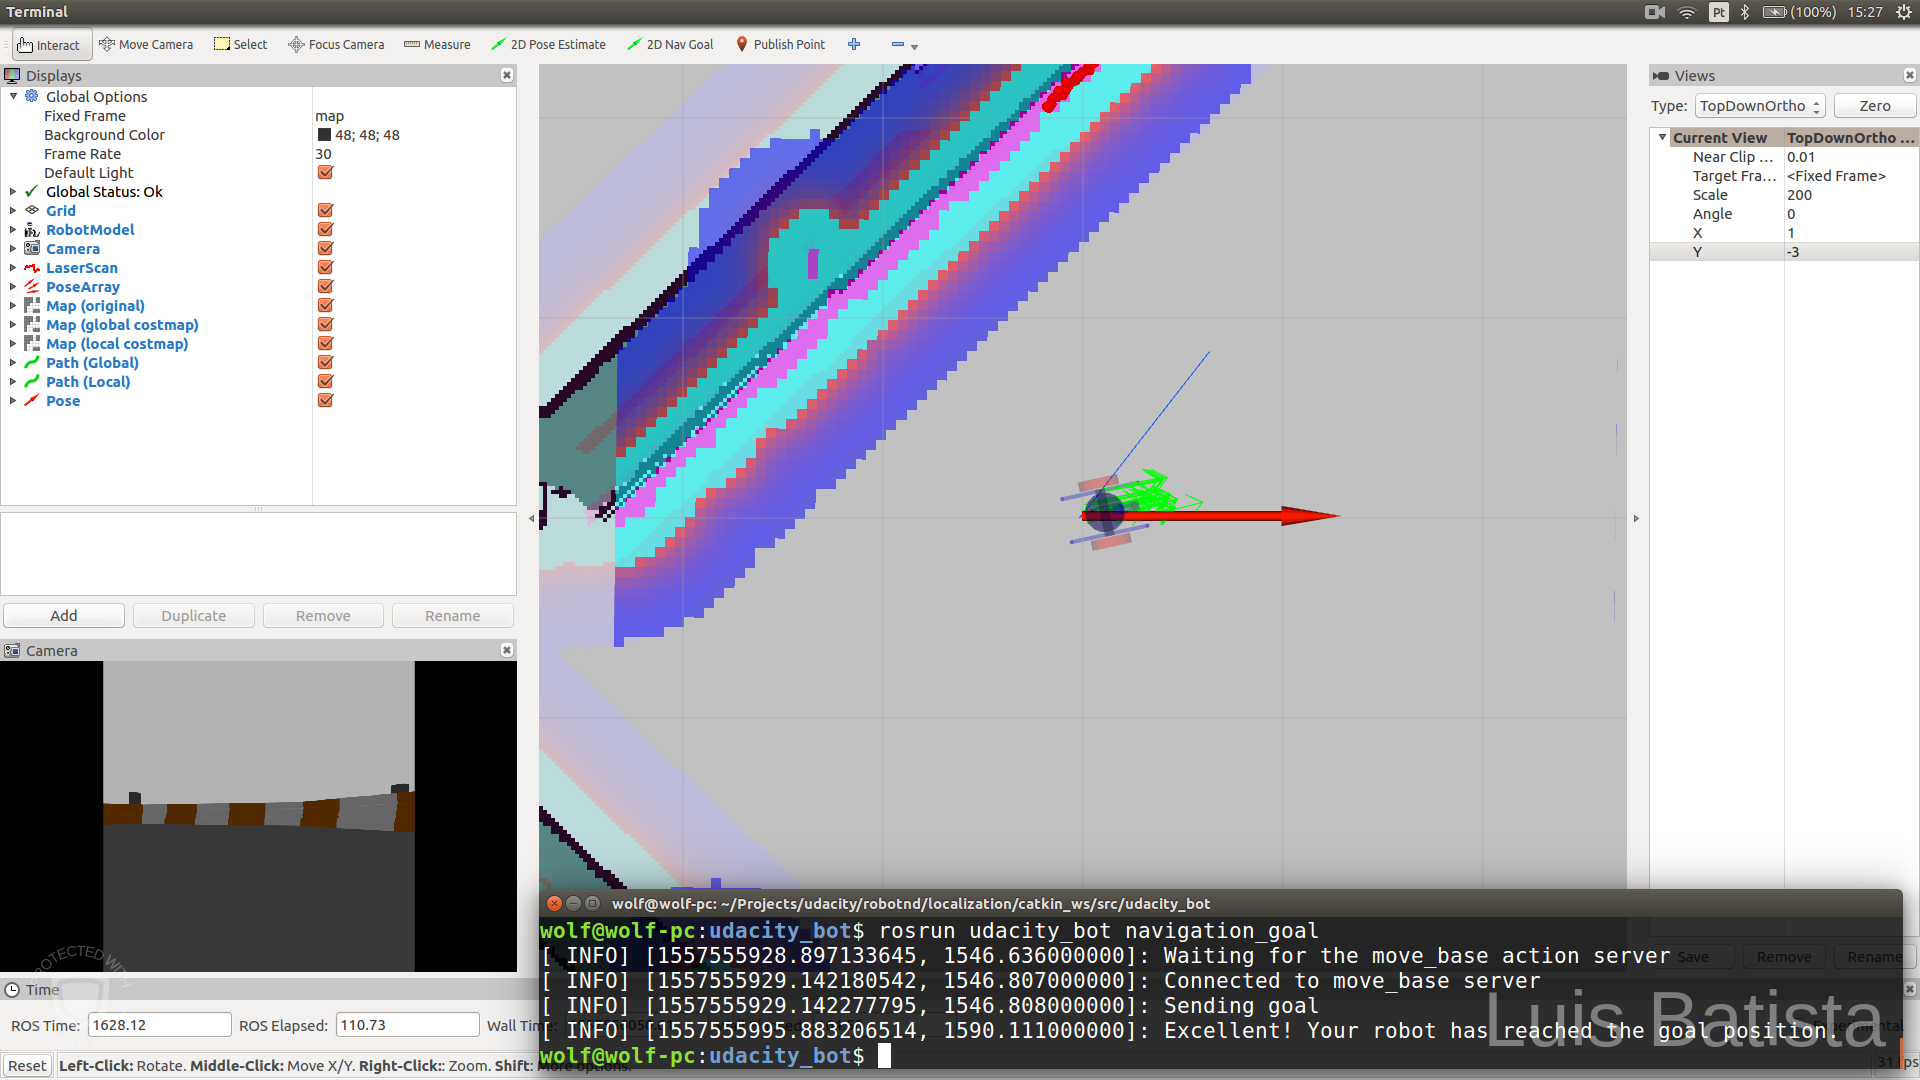 Terminal
Pt (100%) 15:27
Interact Move Camera Select Focus Camera Measure 2D Pose Estimate 2D Nav Goal Publish Point
Displays
Global Options
Fixed Frame map
Background Color 48; 48; 48
Frame Rate 30
Default Light
Global Status: Ok
Grid
RobotModel
Camera
LaserScan
PoseArray
Map (original)
Map (global costmap)
Map (local costmap)
Path (Global)
Path (Local)
Pose
Add Duplicate Remove Rename
Camera
Views
Type: TopDownOrtho Zero
Current View TopDownOrtho ...
Near Clip ... 0.01
Target Fra... <Fixed Frame>
Scale 200
Angle 0
X 1
Y -3
Save Remove Rename
wolf@wolf-pc: ~/Projects/udacity/robotnd/localization/catkin_ws/src/udacity_bot
wolf@wolf-pc:udacity_bot$ rosrun udacity_bot navigation_goal
[ INFO] [1557555928.897133645, 1546.636000000]: Waiting for the move_base action server
[ INFO] [1557555929.142180542, 1546.807000000]: Connected to move_base server
[ INFO] [1557555929.142277795, 1546.808000000]: Sending goal
[ INFO] [1557555995.883206514, 1590.111000000]: Excellent! Your robot has reached the goal position.
wolf@wolf-pc:udacity_bot$
PROTECTED WITH
Luis Batista
Time
ROS Time: 1628.12 ROS Elapsed: 110.73 Wall Time:
Experimental
Reset Left-Click: Rotate. Middle-Click: Move X/Y. Right-Click:: Zoom. Shift: More options.
31 fps